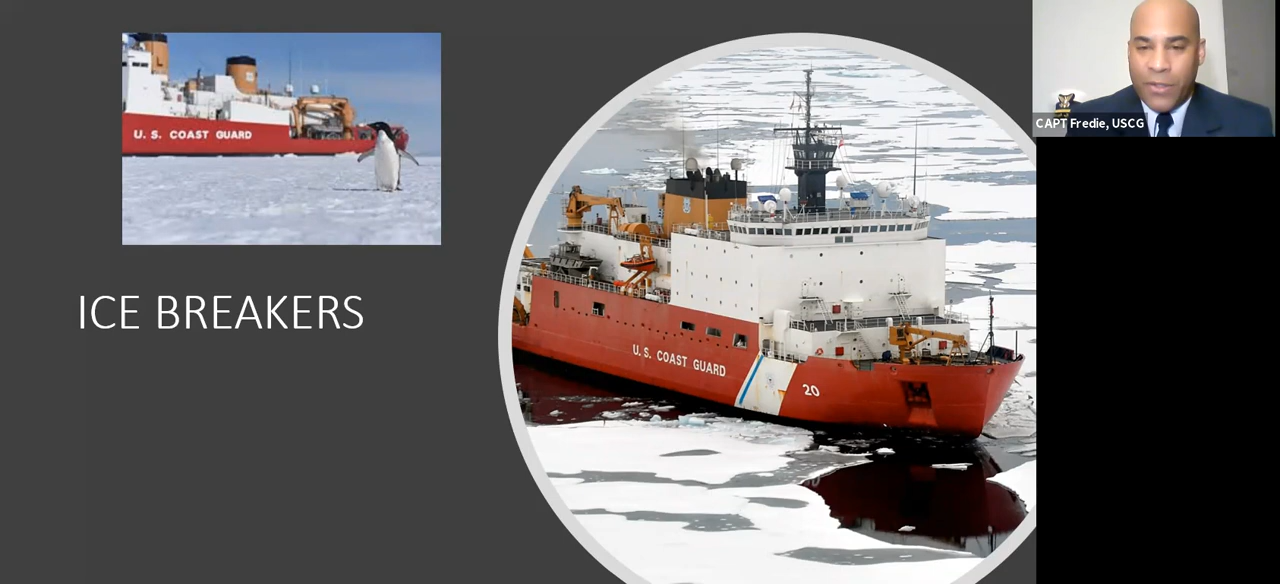 U. S. COAST GUARD
ICE BREAKERS
U. S. COAST GUARD
20
CAPT Fredie, USCG